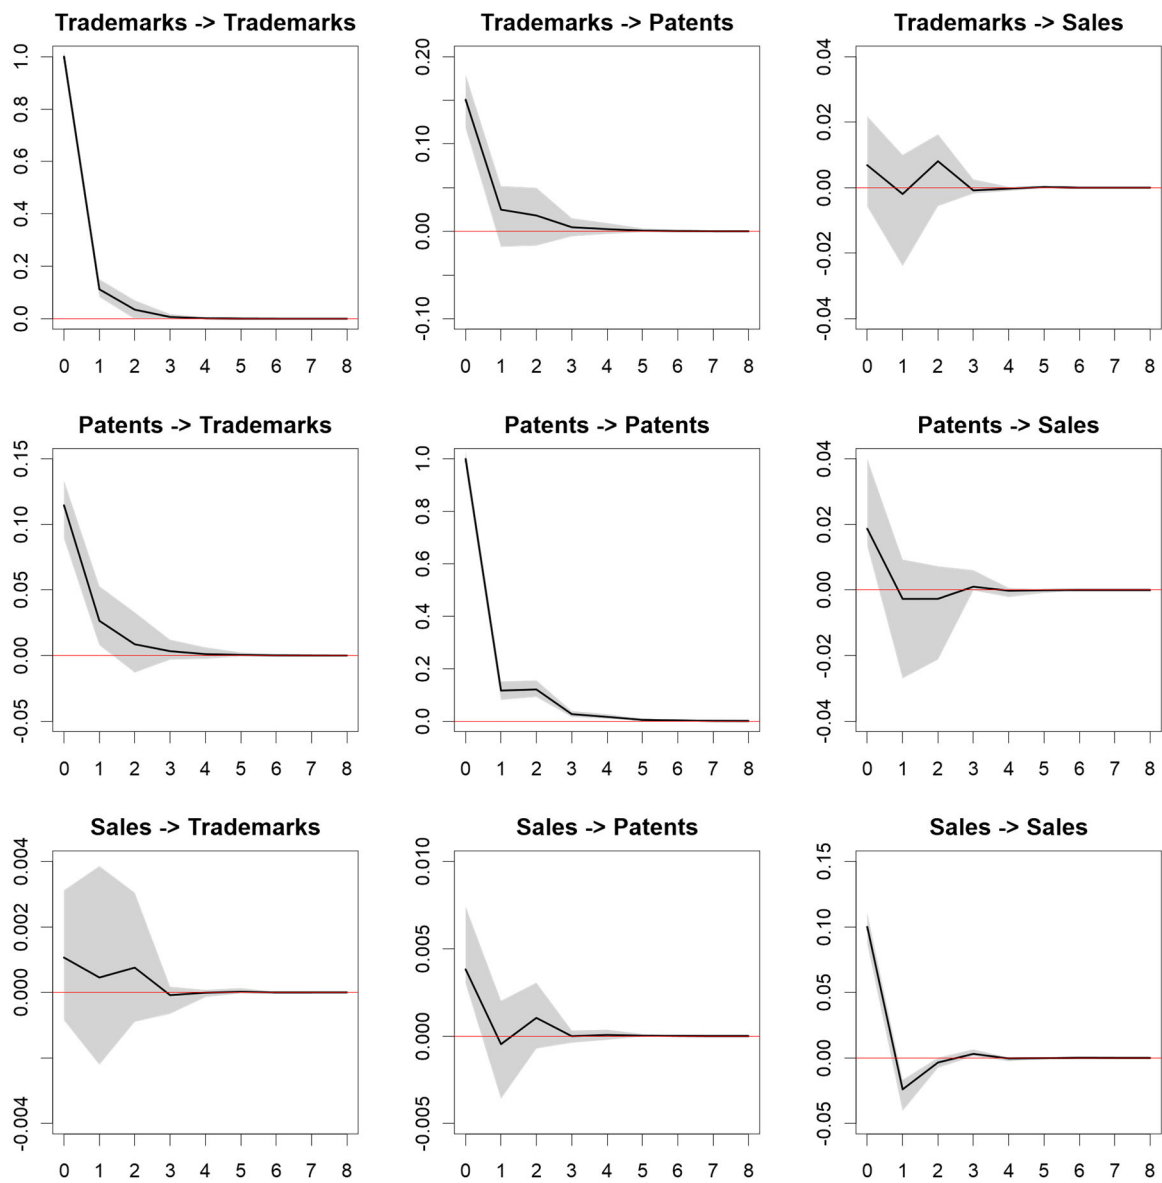 Trademarks -> Trademarks
1.0
0.8
0.6
0.4
0.2
0.0
0 1 2 3 4 5 6 7 8
Trademarks -> Patents
0.20
0.10
0.00
-0.10
0 1 2 3 4 5 6 7 8
Trademarks -> Sales
0.04
0.02
0.00
-0.02
-0.04
0 1 2 3 4 5 6 7 8
Patents -> Trademarks
0.15
0.10
0.05
0.00
-0.05
0 1 2 3 4 5 6 7 8
Patents -> Patents
1.0
0.8
0.6
0.4
0.2
0.0
0 1 2 3 4 5 6 7 8
Patents -> Sales
0.04
0.02
0.00
-0.02
-0.04
0 1 2 3 4 5 6 7 8
Sales -> Trademarks
0.004
0.002
0.000
-0.004
0 1 2 3 4 5 6 7 8
Sales -> Patents
0.010
0.005
0.000
-0.005
0 1 2 3 4 5 6 7 8
Sales -> Sales
0.15
0.10
0.05
0.00
-0.05
0 1 2 3 4 5 6 7 8